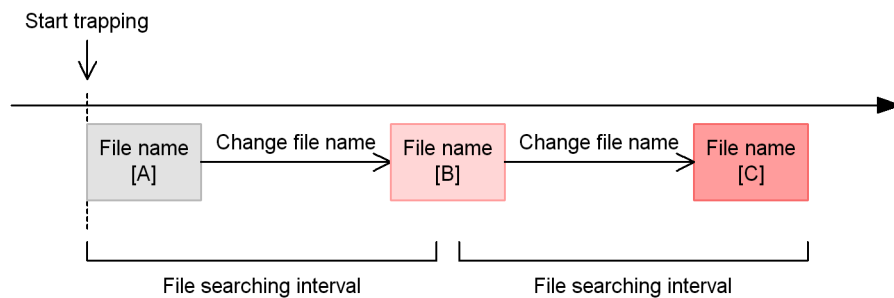 Start trapping
File name
[A]
Change file name
File name
[B]
Change file name
File name
[C]
File searching interval
File searching interval